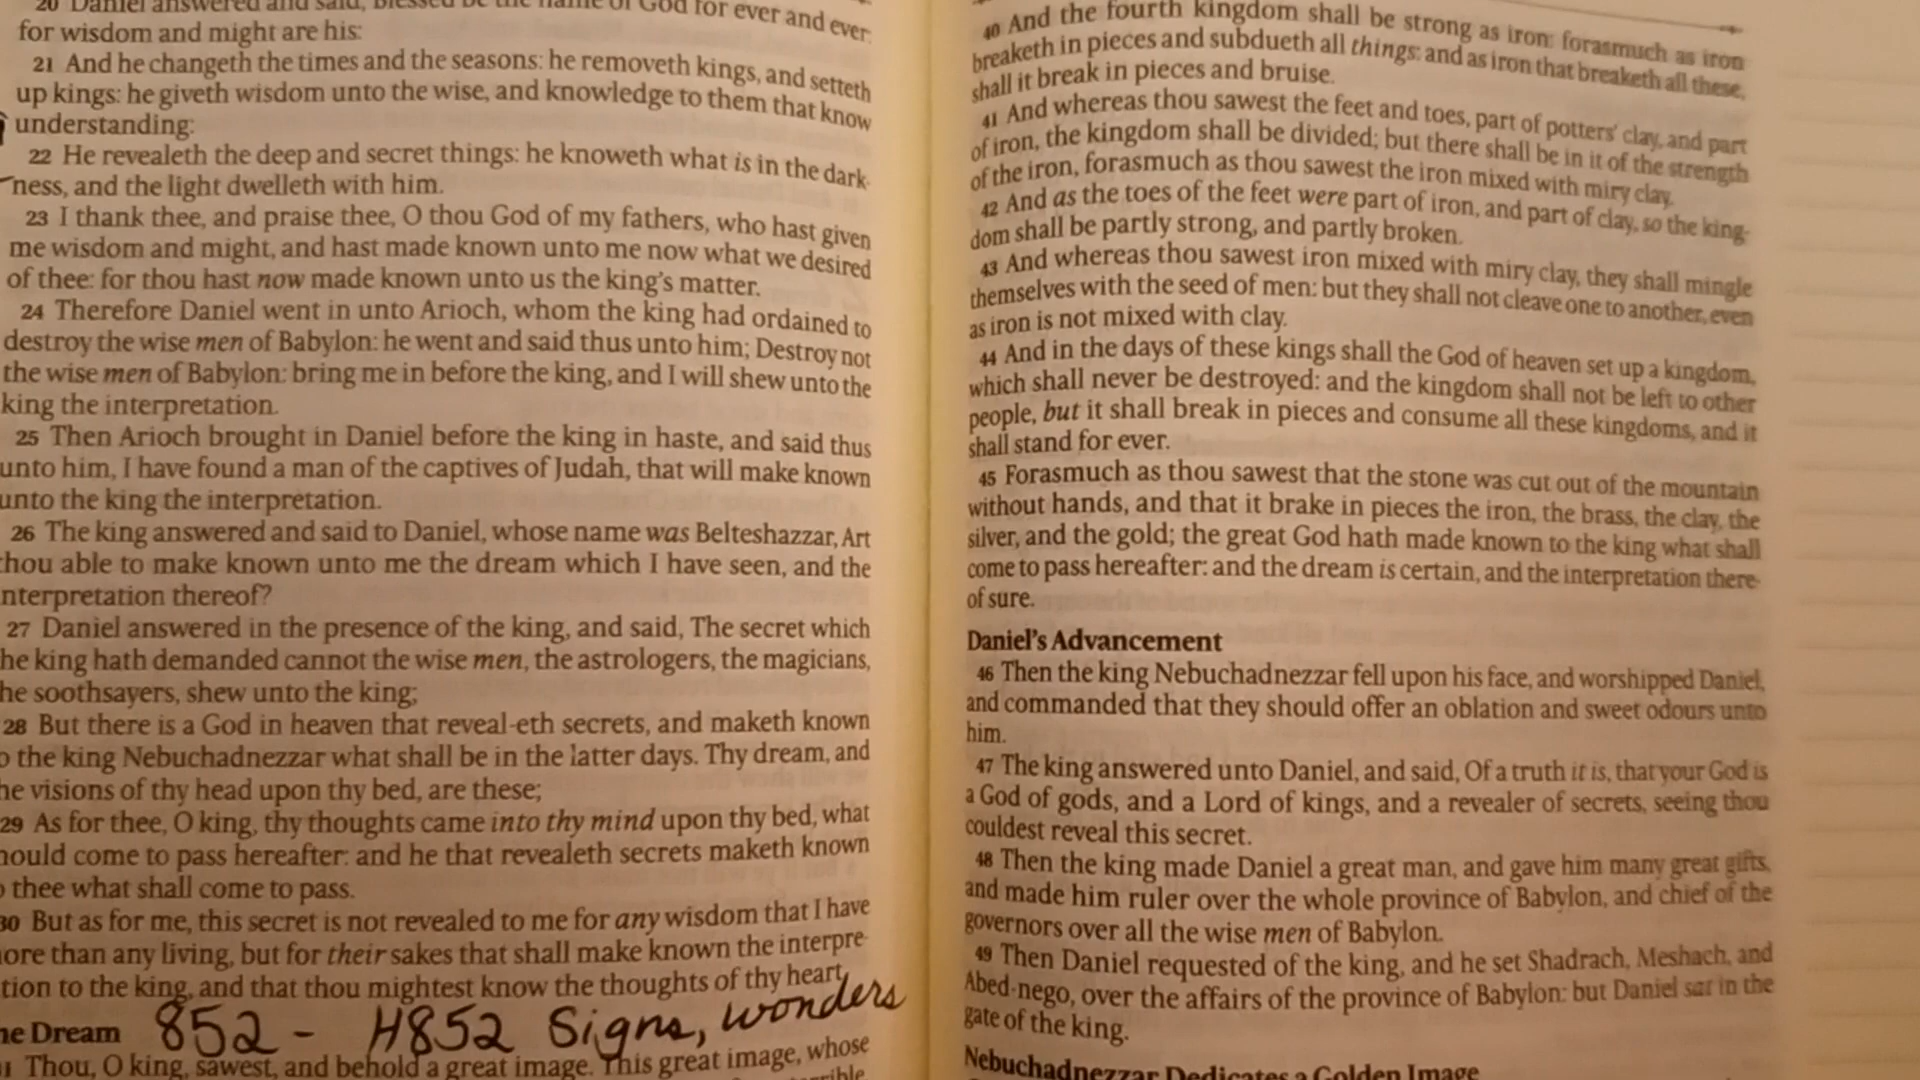 20 Daniel answered and said, Blessed be the name of God for ever and ever:
for wisdom and might are his:
21 And he changeth the times and the seasons: he removeth kings, and setteth
up kings: he giveth wisdom unto the wise, and knowledge to them that know
understanding:
22 He revealeth the deep and secret things: he knoweth what is in the dark-
ness, and the light dwelleth with him.
23 I thank thee, and praise thee, O thou God of my fathers, who hast given
me wisdom and might, and hast made known unto me now what we desired
of thee: for thou hast now made known unto us the king's matter.
24 Therefore Daniel went in unto Arioch, whom the king had ordained to
destroy the wise men of Babylon: he went and said thus unto him; Destroy not
the wise men of Babylon: bring me in before the king, and I will shew unto the
king the interpretation.
25 Then Arioch brought in Daniel before the king in haste, and said thus
unto him, I have found a man of the captives of Judah, that will make known
unto the king the interpretation.
26 The king answered and said to Daniel, whose name was Belteshazzar, Art
thou able to make known unto me the dream which I have seen, and the
nterpretation thereof?
27 Daniel answered in the presence of the king, and said, The secret which
he king hath demanded cannot the wise men, the astrologers, the magicians,
he soothsayers, shew unto the king;
28 But there is a God in heaven that reveal-eth secrets, and maketh known
o the king Nebuchadnezzar what shall be in the latter days. Thy dream, and
he visions of thy head upon thy bed, are these;
29 As for thee, O king, thy thoughts came into thy mind upon thy bed, what
hould come to pass hereafter: and he that revealeth secrets maketh known
o thee what shall come to pass.
30 But as for me, this secret is not revealed to me for any wisdom that I have
ore than any living, but for their sakes that shall make known the interpre-
tion to the king, and that thou mightest know the thoughts of thy heart.
he Dream 852 - H852 Signs, wonders
1 Thou, O king, sawest, and behold a great image. This great image, whose
40 And the fourth kingdom shall be strong as iron: forasmuch as iron
breaketh in pieces and subdueth all things: and as iron that breaketh all these,
shall it break in pieces and bruise.
41 And whereas thou sawest the feet and toes, part of potters' clay, and part
of iron, the kingdom shall be divided; but there shall be in it of the strength
of the iron, forasmuch as thou sawest the iron mixed with miry clay.
42 And as the toes of the feet were part of iron, and part of clay, so the king-
dom shall be partly strong, and partly broken.
43 And whereas thou sawest iron mixed with miry clay, they shall mingle
themselves with the seed of men: but they shall not cleave one to another, even
as iron is not mixed with clay.
44 And in the days of these kings shall the God of heaven set up a kingdom,
which shall never be destroyed: and the kingdom shall not be left to other
people, but it shall break in pieces and consume all these kingdoms, and it
shall stand for ever.
45 Forasmuch as thou sawest that the stone was cut out of the mountain
without hands, and that it brake in pieces the iron, the brass, the clay, the
silver, and the gold; the great God hath made known to the king what shall
come to pass hereafter: and the dream is certain, and the interpretation there-
of sure.
Daniel's Advancement
46 Then the king Nebuchadnezzar fell upon his face, and worshipped Daniel,
and commanded that they should offer an oblation and sweet odours unto
him.
47 The king answered unto Daniel, and said, Of a truth it is, that your God is
a God of gods, and a Lord of kings, and a revealer of secrets, seeing thou
couldest reveal this secret.
48 Then the king made Daniel a great man, and gave him many great gifts,
and made him ruler over the whole province of Babylon, and chief of the
governors over all the wise men of Babylon.
49 Then Daniel requested of the king, and he set Shadrach, Meshach, and
Abed-nego, over the affairs of the province of Babylon: but Daniel sat in the
gate of the king.
Nebuchadnezzar Dedicates a Golden Image